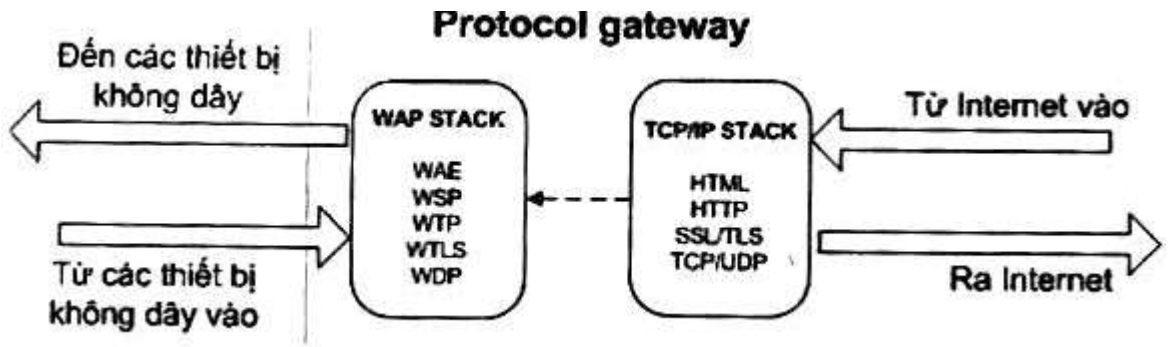 Protocol gateway
Đến các thiết bị
không dây
WAP STACK
WAE
WSP
WTP
WTLS
WDP
Từ các thiết bị
không dây vào
TCP/IP STACK
HTML
HTTP
SSL/TLS
TCP/UDP
Từ Internet vào
Ra Internet